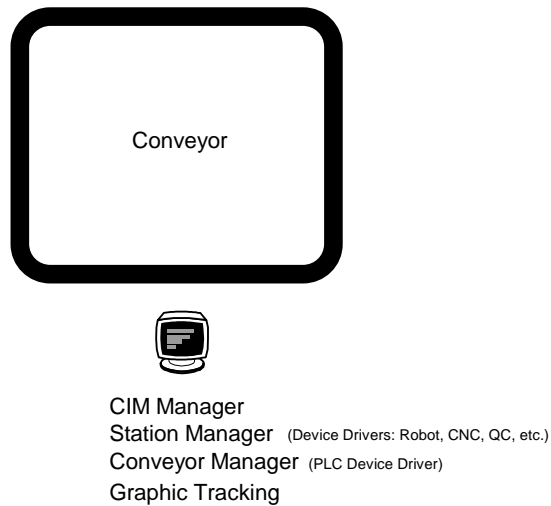 Conveyor
CIM Manager
Station Manager (Device Drivers: Robot, CNC, QC, etc.)
Conveyor Manager (PLC Device Driver)
Graphic Tracking